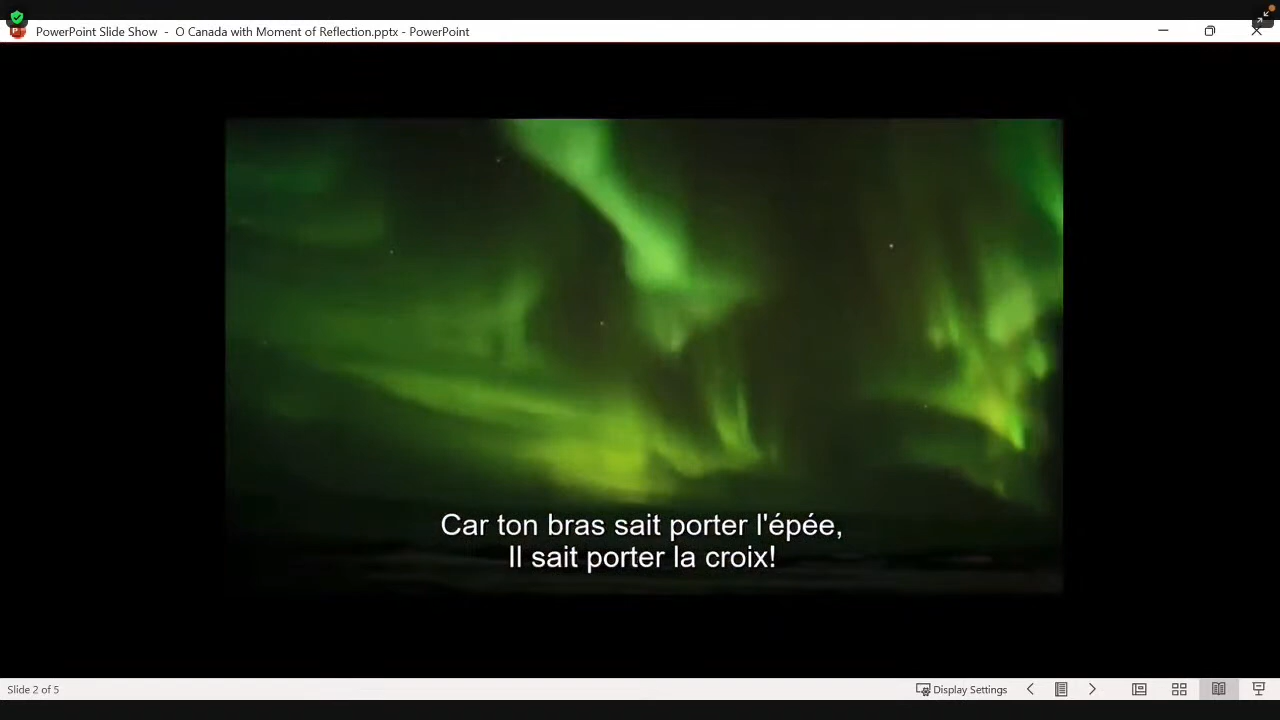 PowerPoint Slide Show - O Canada with Moment of Reflection.pptx - PowerPoint
Car ton bras sait porter l'épée,
Il sait porter la croix!
Slide 2 of 5
Display Settings